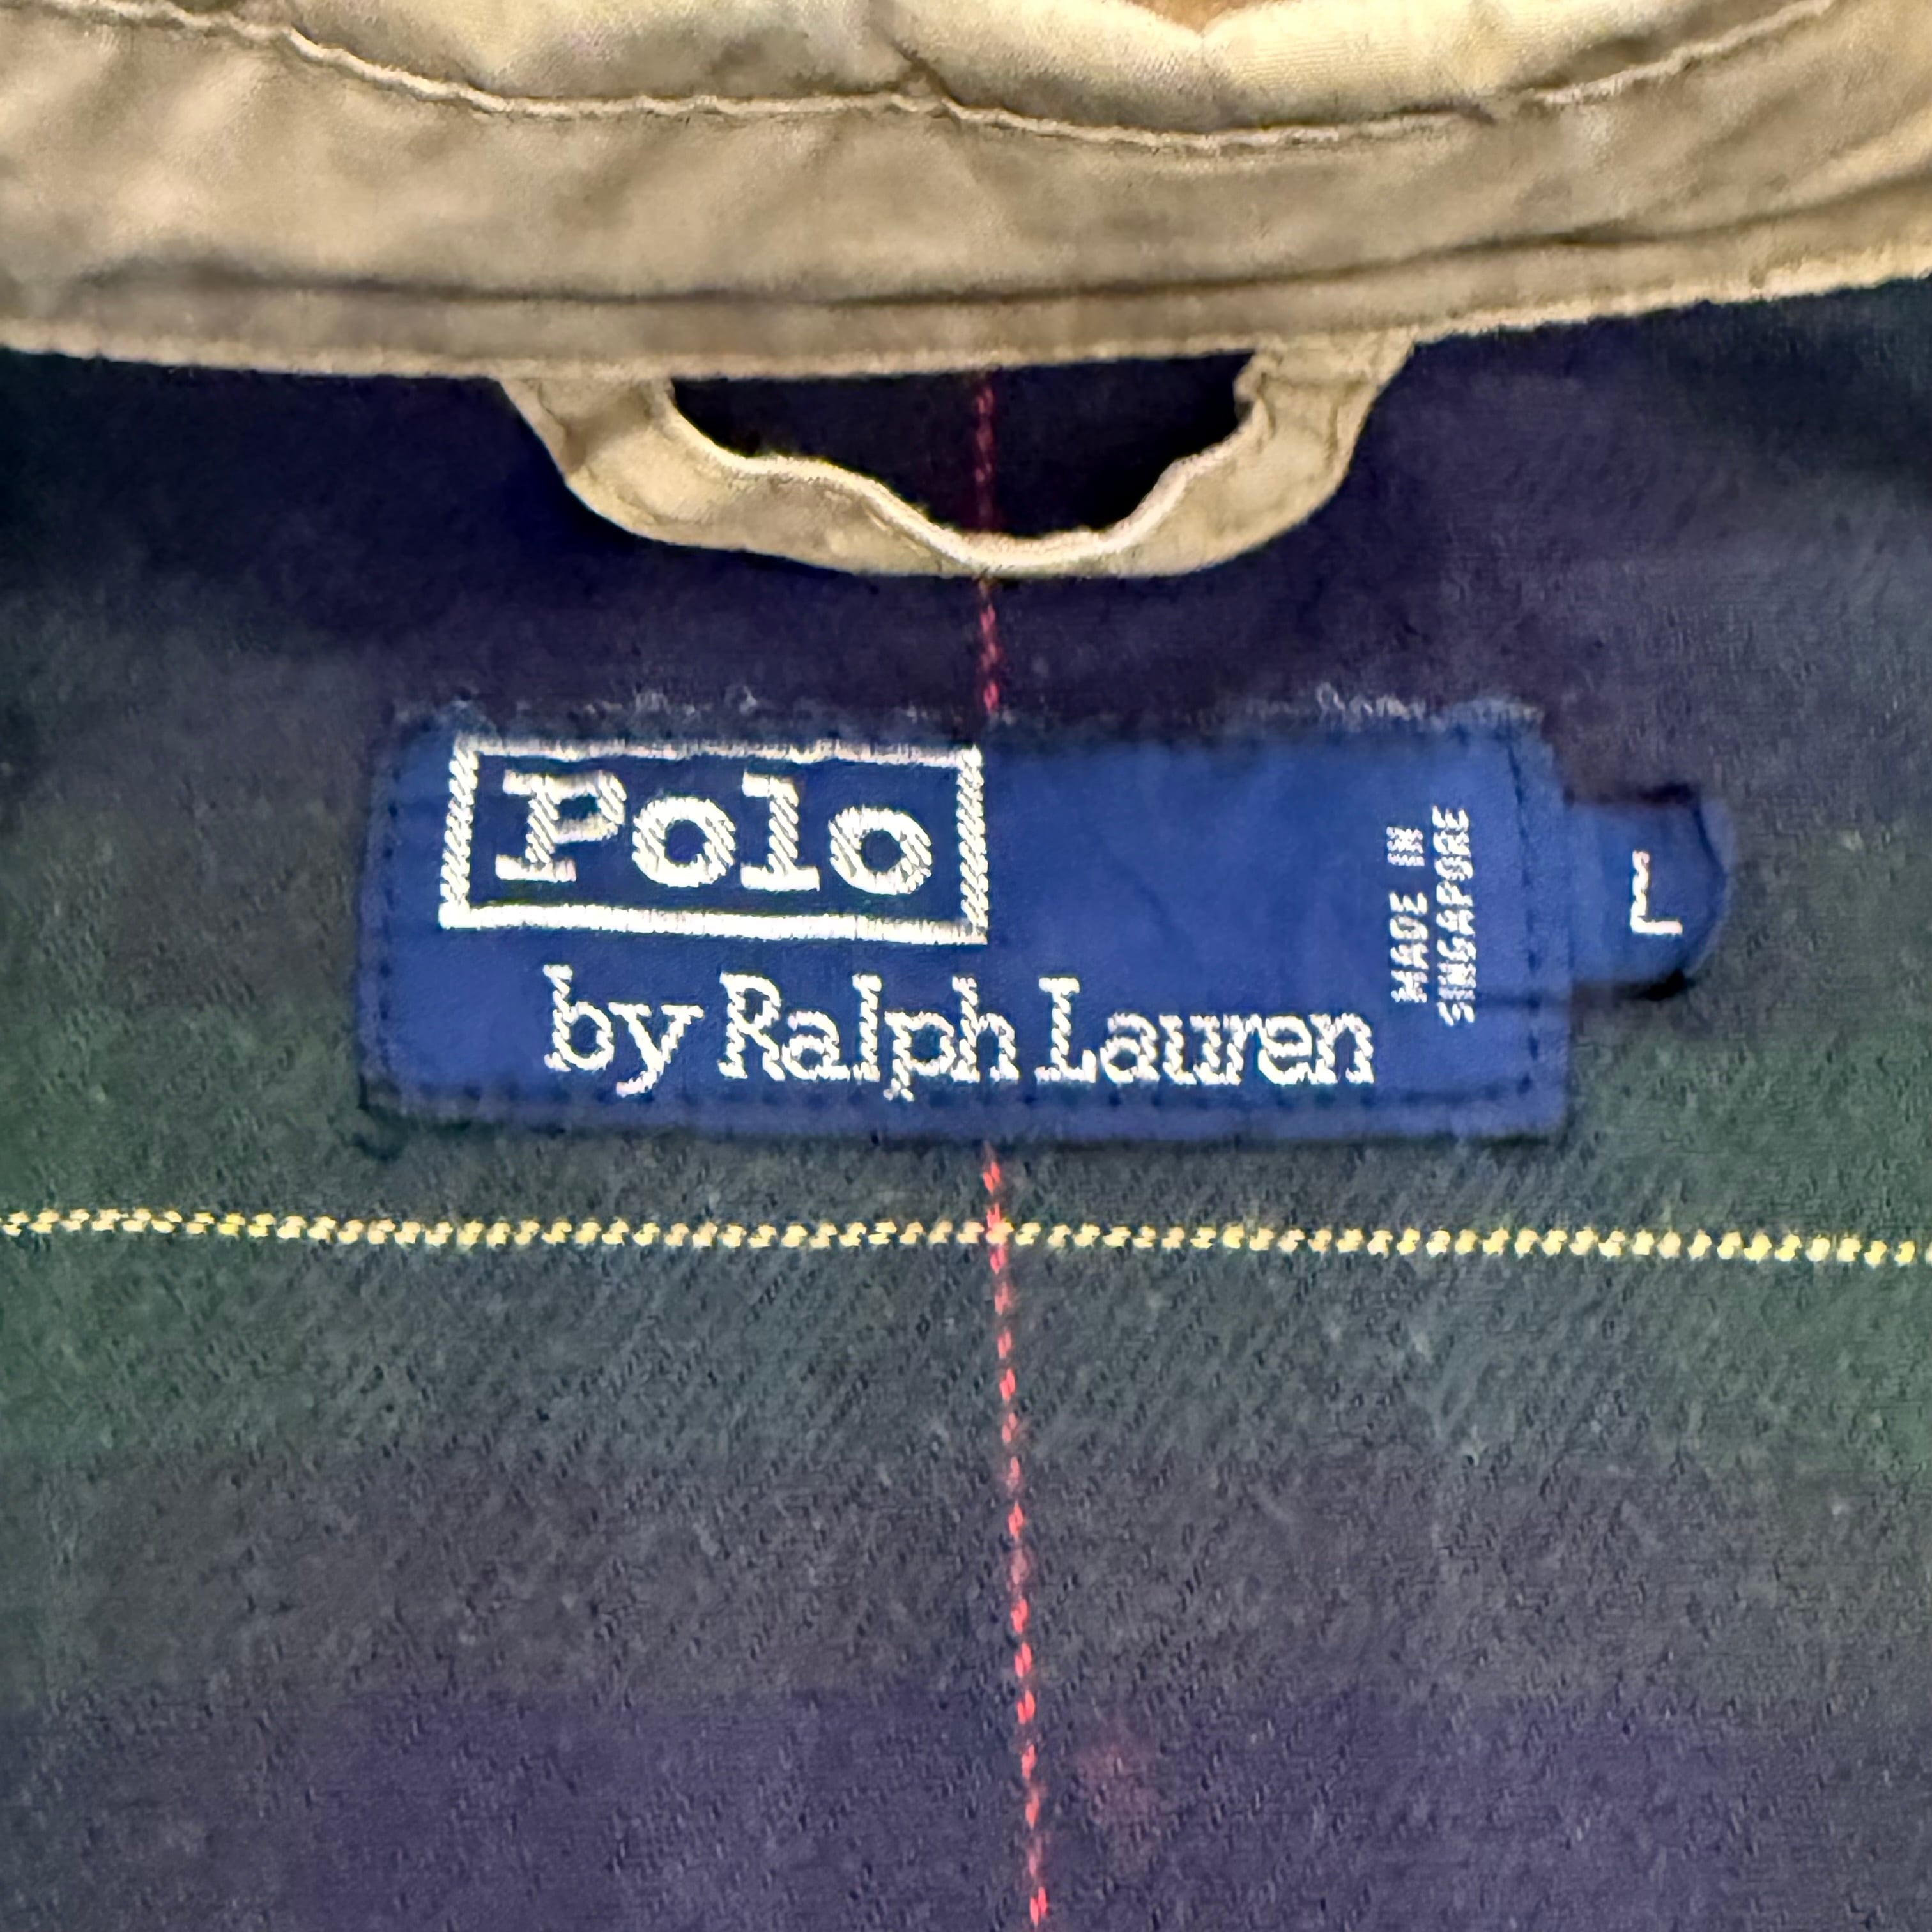 Polo
by Ralph Lauren
MADE IN
SINGAPORE
L